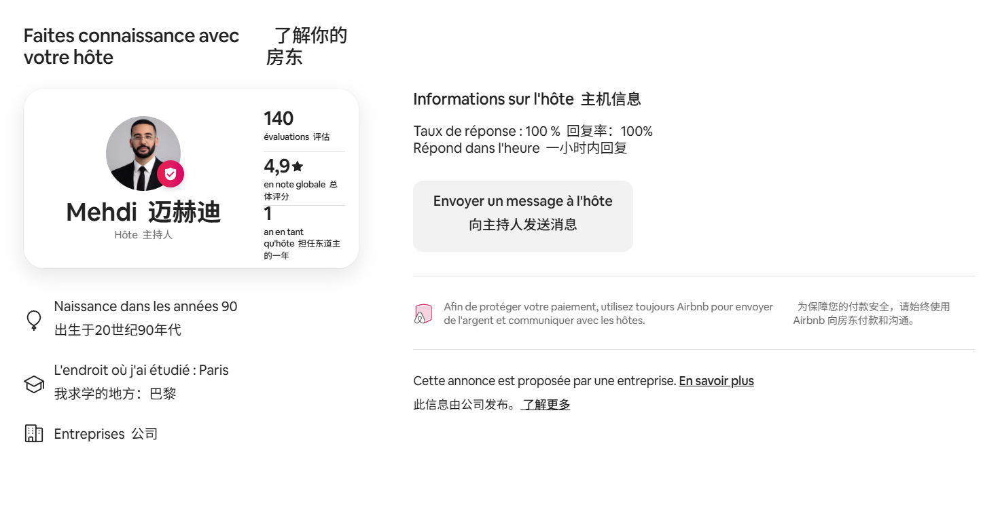 Faites connaissance avec
votre hôte
了解你的
房东
140
évaluations 评估
4,9★
en note globale 总
体评分
1
an en tant
qu'hôte 担任东道主
的一年
Mehdi 迈赫迪
Hôte 主持人
Naissance dans les années 90
出生于20世纪90年代
L'endroit où j'ai étudié : Paris
我求学的地方：巴黎
Entreprises 公司
Informations sur l'hôte 主机信息
Taux de réponse : 100 % 回复率：100%
Répond dans l'heure 一小时内回复
Envoyer un message à l'hôte
向主持人发送消息
Afin de protéger votre paiement, utilisez toujours Airbnb pour envoyer
de l'argent et communiquer avec les hôtes.
为保障您的付款安全，请始终使用
Airbnb 向房东付款和沟通。
Cette annonce est proposée par une entreprise. En savoir plus
此信息由公司发布。 了解更多